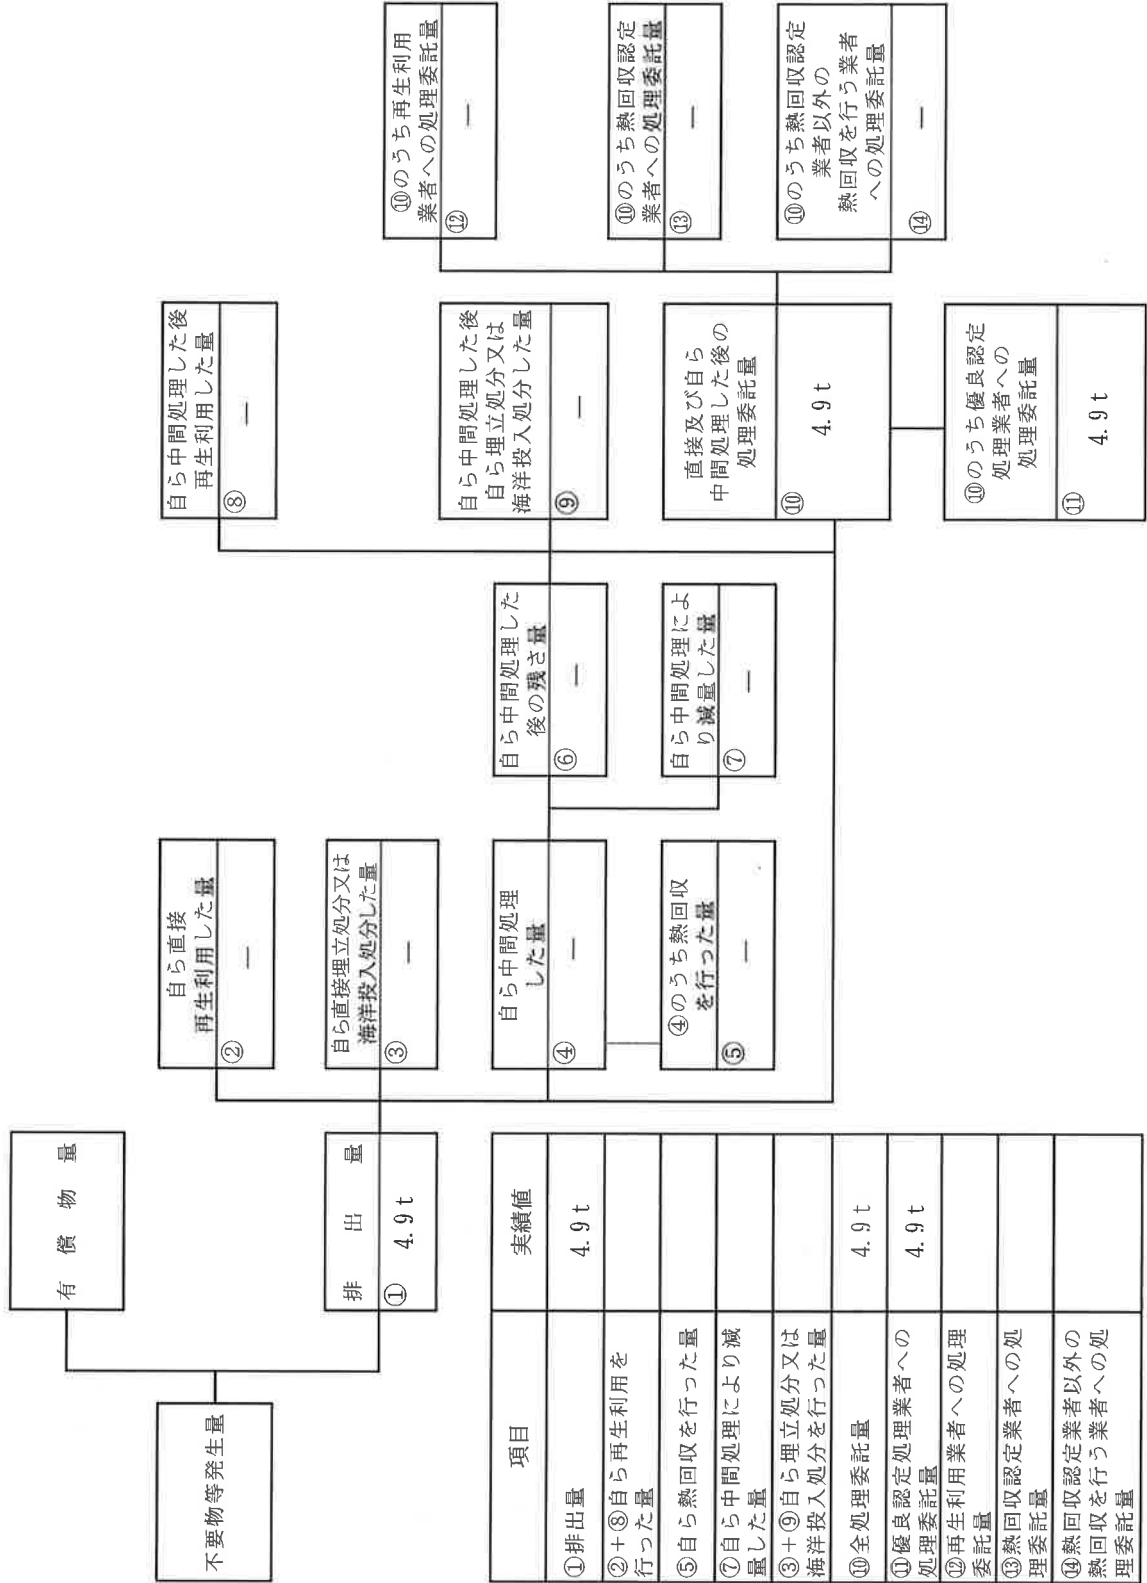 不要物等発生量
有償物量
排出量
①
4.9 t
自ら直接
再生利用した量
②
—
自ら直接埋立処分又は
海洋投入処分した量
③
—
自ら中間処理
した量
④
—
④のうち熱回収
を行った量
⑤
—
自ら中間処理した
後の残さ量
⑥
—
自ら中間処理によ
り減量した量
⑦
—
自ら中間処理した後
再生利用した量
⑧
—
自ら中間処理した後
自ら埋立処分又は
海洋投入処分した量
⑨
—
直接及び自ら
中間処理した後の
処理委託量
⑩
4.9 t
⑩のうち優良認定
処理業者への
処理委託量
⑪
4.9 t
⑩のうち再生利用
業者への処理委託量
⑫
—
⑩のうち熱回収認定
業者への処理委託量
⑬
—
⑩のうち熱回収認定
業者以外の
熱回収を行う業者
への処理委託量
⑭
—
項目
実績値
①排出量
4.9 t
②+⑧自ら再生利用を
行った量
⑤自ら熱回収を行った量
⑦自ら中間処理により減
量した量
③+⑨自ら埋立処分又は
海洋投入処分を行った量
⑩全処理委託量
4.9 t
⑪優良認定処理業者への
処理委託量
4.9 t
⑫再生利用業者への処理
委託量
⑬熱回収認定業者への処
理委託量
⑭熱回収認定業者以外の
熱回収を行う業者への処
理委託量